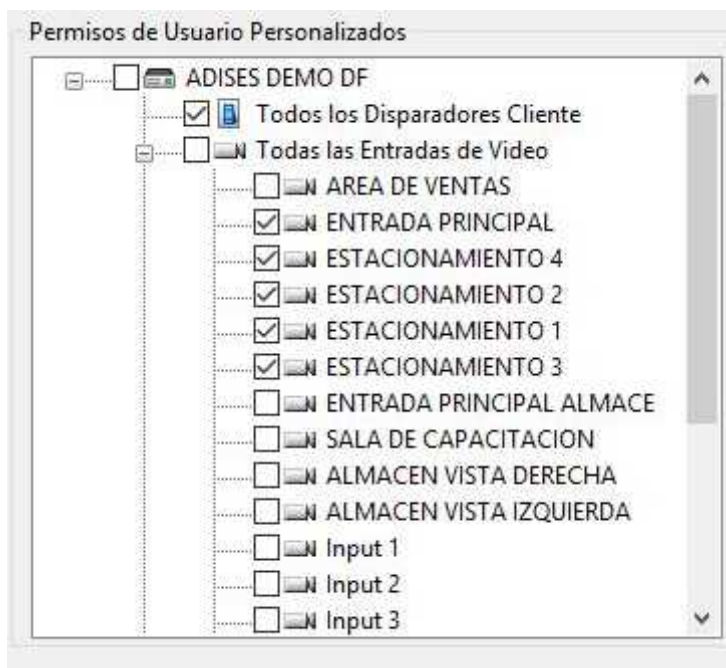 Permisos de Usuario Personalizados
ADISES DEMO DF
Todos los Disparadores Cliente
Todas las Entradas de Video
AREA DE VENTAS
ENTRADA PRINCIPAL
ESTACIONAMIENTO 4
ESTACIONAMIENTO 2
ESTACIONAMIENTO 1
ESTACIONAMIENTO 3
ENTRADA PRINCIPAL ALMACE
SALA DE CAPACITACION
ALMACEN VISTA DERECHA
ALMACEN VISTA IZQUIERDA
Input 1
Input 2
Input 3